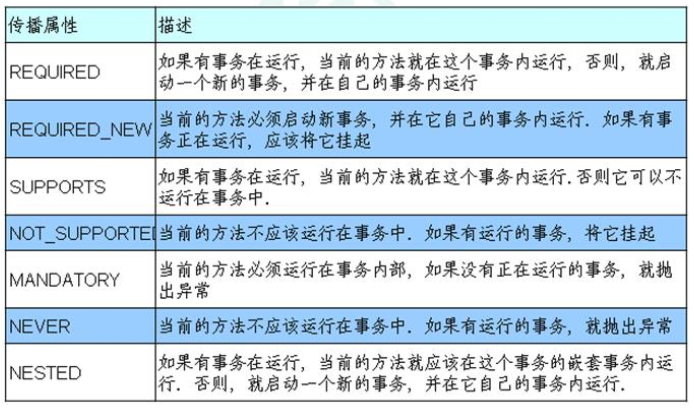 传播属性 描述
REQUIRED 如果有事务在运行，当前的方法就在这个事务内运行，否则，就启
动一个新的事务，并在自己的事务内运行
REQUIRED_NEW 当前的方法必须启动新事务，并在它自己的事务内运行. 如果有事
务正在运行，应该将它挂起
SUPPORTS 如果有事务在运行，当前的方法就在这个事务内运行. 否则它可以不
运行在事务中.
NOT_SUPPORTED 当前的方法不应该运行在事务中. 如果有运行的事务，将它挂起
MANDATORY 当前的方法必须运行在事务内部，如果没有正在运行的事务，就抛
出异常
NEVER 当前的方法不应该运行在事务中. 如果有运行的事务，就抛出异常
NESTED 如果有事务在运行，当前的方法就应该在这个事务的嵌套事务内运
行. 否则，就启动一个新的事务，并在它自己的事务内运行.